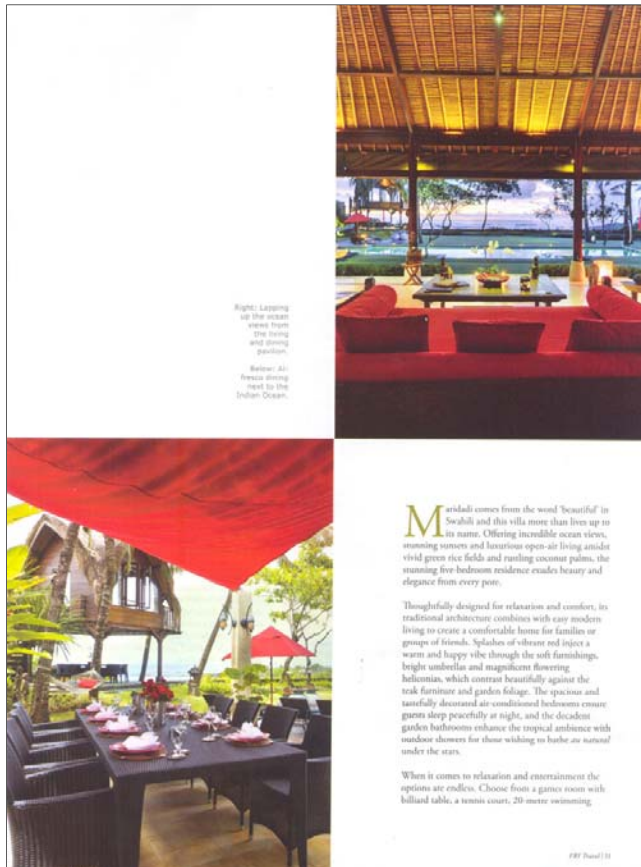 Right: Lapping
up the ocean
views from
the living
and dining
pavilion.
Below: Al-
fresco dining
next to the
Indian Ocean.
Maridadi comes from the word 'beautiful' in
Swahili and this villa more than lives up to
its name. Offering incredible ocean views,
stunning sunsets and luxurious open-air living amidst
vivid green rice fields and rustling coconut palms, the
stunning five-bedroom residence exudes beauty and
elegance from every pore.
Thoughtfully designed for relaxation and comfort, its
traditional architecture combines with easy modern
living to create a comfortable home for families or
groups of friends. Splashes of vibrant red inject a
warm and happy vibe through the soft furnishings,
bright umbrellas and magnificent flowering
heliconias, which contrast beautifully against the
teak furniture and garden foliage. The spacious and
tastefully decorated air-conditioned bedrooms ensure
guests sleep peacefully at night, and the decadent
garden bathrooms enhance the tropical ambience with
outdoor showers for those wishing to bathe au natural
under the stars.
When it comes to relaxation and entertainment the
options are endless. Choose from a games room with
billiard table, a tennis court, 20-metre swimming
Travel | 31